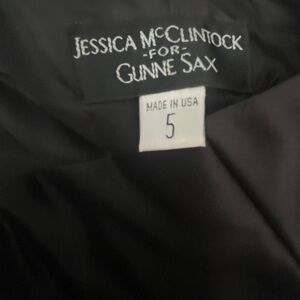 JESSICA McCLINTOCK
-FOR-
GUNNE SAX
MADE IN USA
5